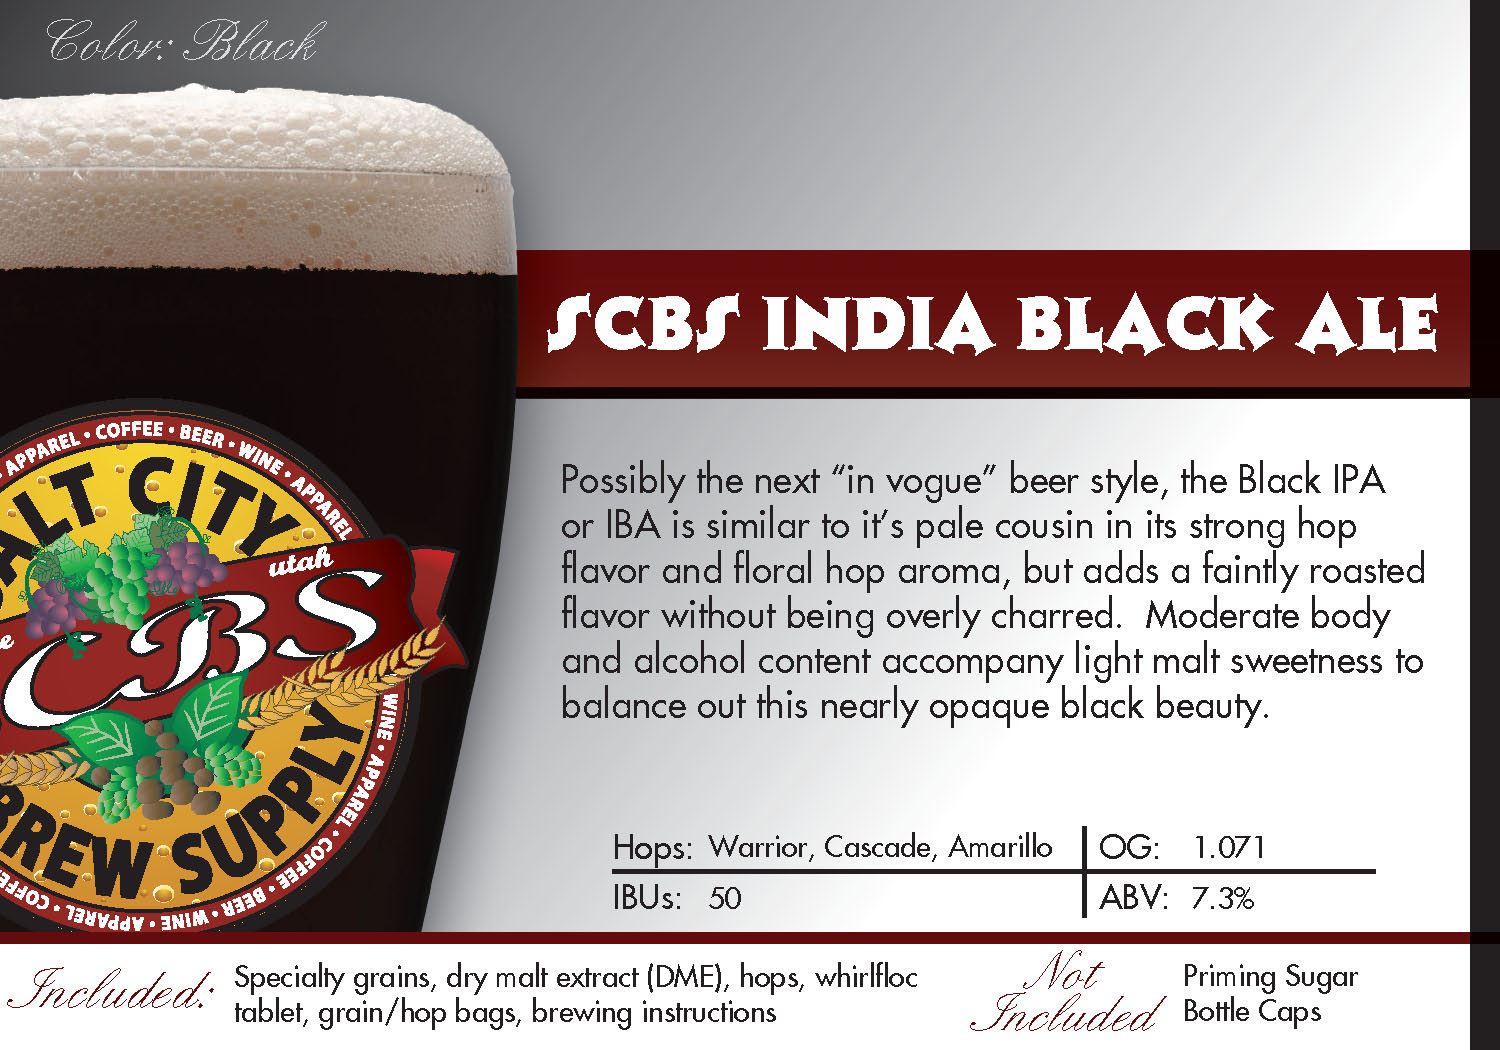 Color: Black
SCBS INDIA BLACK ALE
APPAREL • COFFEE • BEER • WINE • APPAREL
ALT CITY
utah
CBS
BREW SUPPLY
WINE • APPAREL • COFFEE • BEER • WINE • APPAREL • COFFEE
Possibly the next “in vogue” beer style, the Black IPA
or IBA is similar to it’s pale cousin in its strong hop
flavor and floral hop aroma, but adds a faintly roasted
flavor without being overly charred.  Moderate body
and alcohol content accompany light malt sweetness to
balance out this nearly opaque black beauty.
Hops: Warrior, Cascade, Amarillo OG: 1.071
IBUs: 50 ABV: 7.3%
Included: Specialty grains, dry malt extract (DME), hops, whirlfloc
tablet, grain/hop bags, brewing instructions
Not Included
Priming Sugar
Bottle Caps